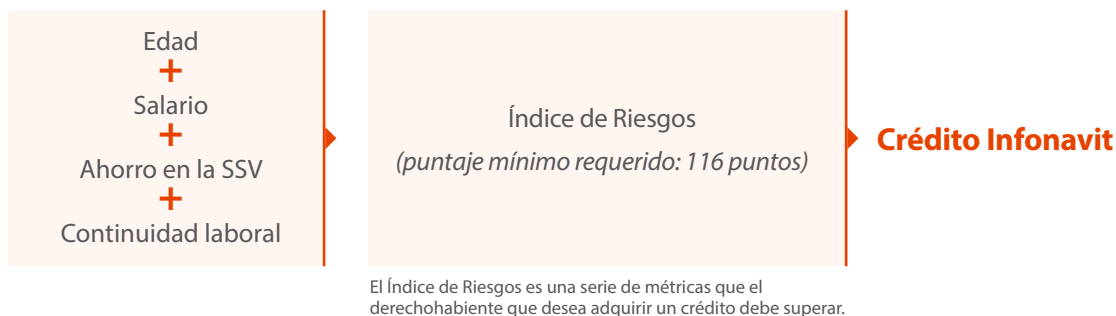 Edad
+
Salario
+
Ahorro en la SSV
+
Continuidad laboral
Índice de Riesgos
(puntaje mínimo requerido: 116 puntos)
Crédito Infonavit
El Índice de Riesgos es una serie de métricas que el
derechohabiente que desea adquirir un crédito debe superar.